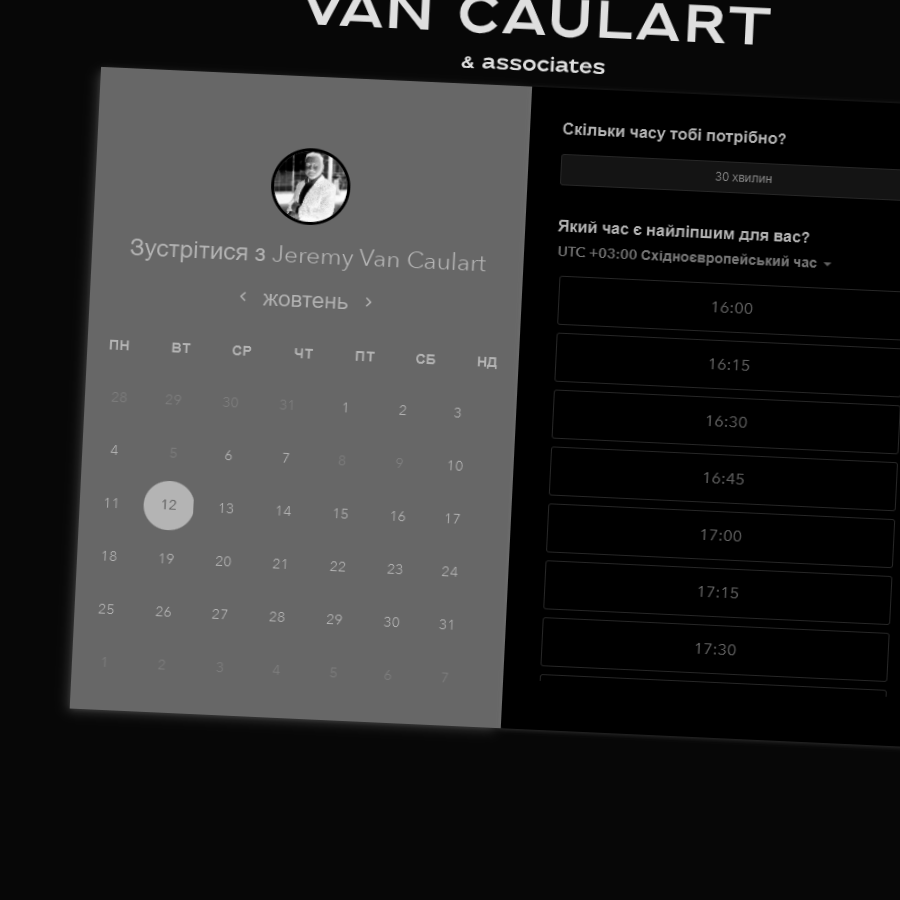 VAN CAULART
& associates
Зустрітися з Jeremy Van Caulart
жовтень
ПН ВТ СР ЧТ ПТ СБ НД
28 29 30 31 1 2 3
4 5 6 7 8 9 10
11 12 13 14 15 16 17
18 19 20 21 22 23 24
25 26 27 28 29 30 31
1 2 3 4 5 6 7
Скільки часу тобі потрібно?
30 хвилин
Який час є найліпшим для вас?
UTC +03:00 Східноєвропейський час
16:00
16:15
16:30
16:45
17:00
17:15
17:30